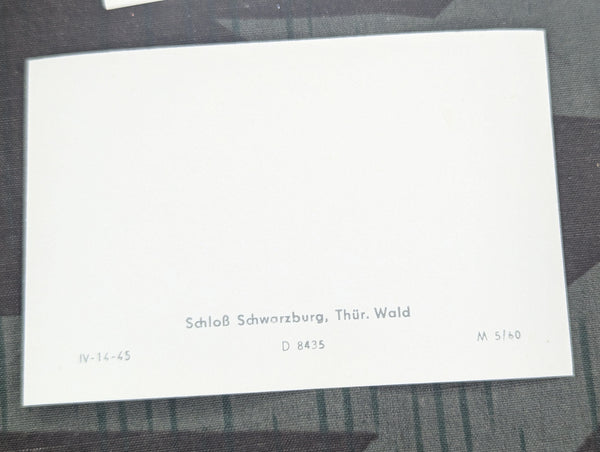 Schloß Schwarzburg, Thür. Wald
IV-14-45 D 8435 M 5/60